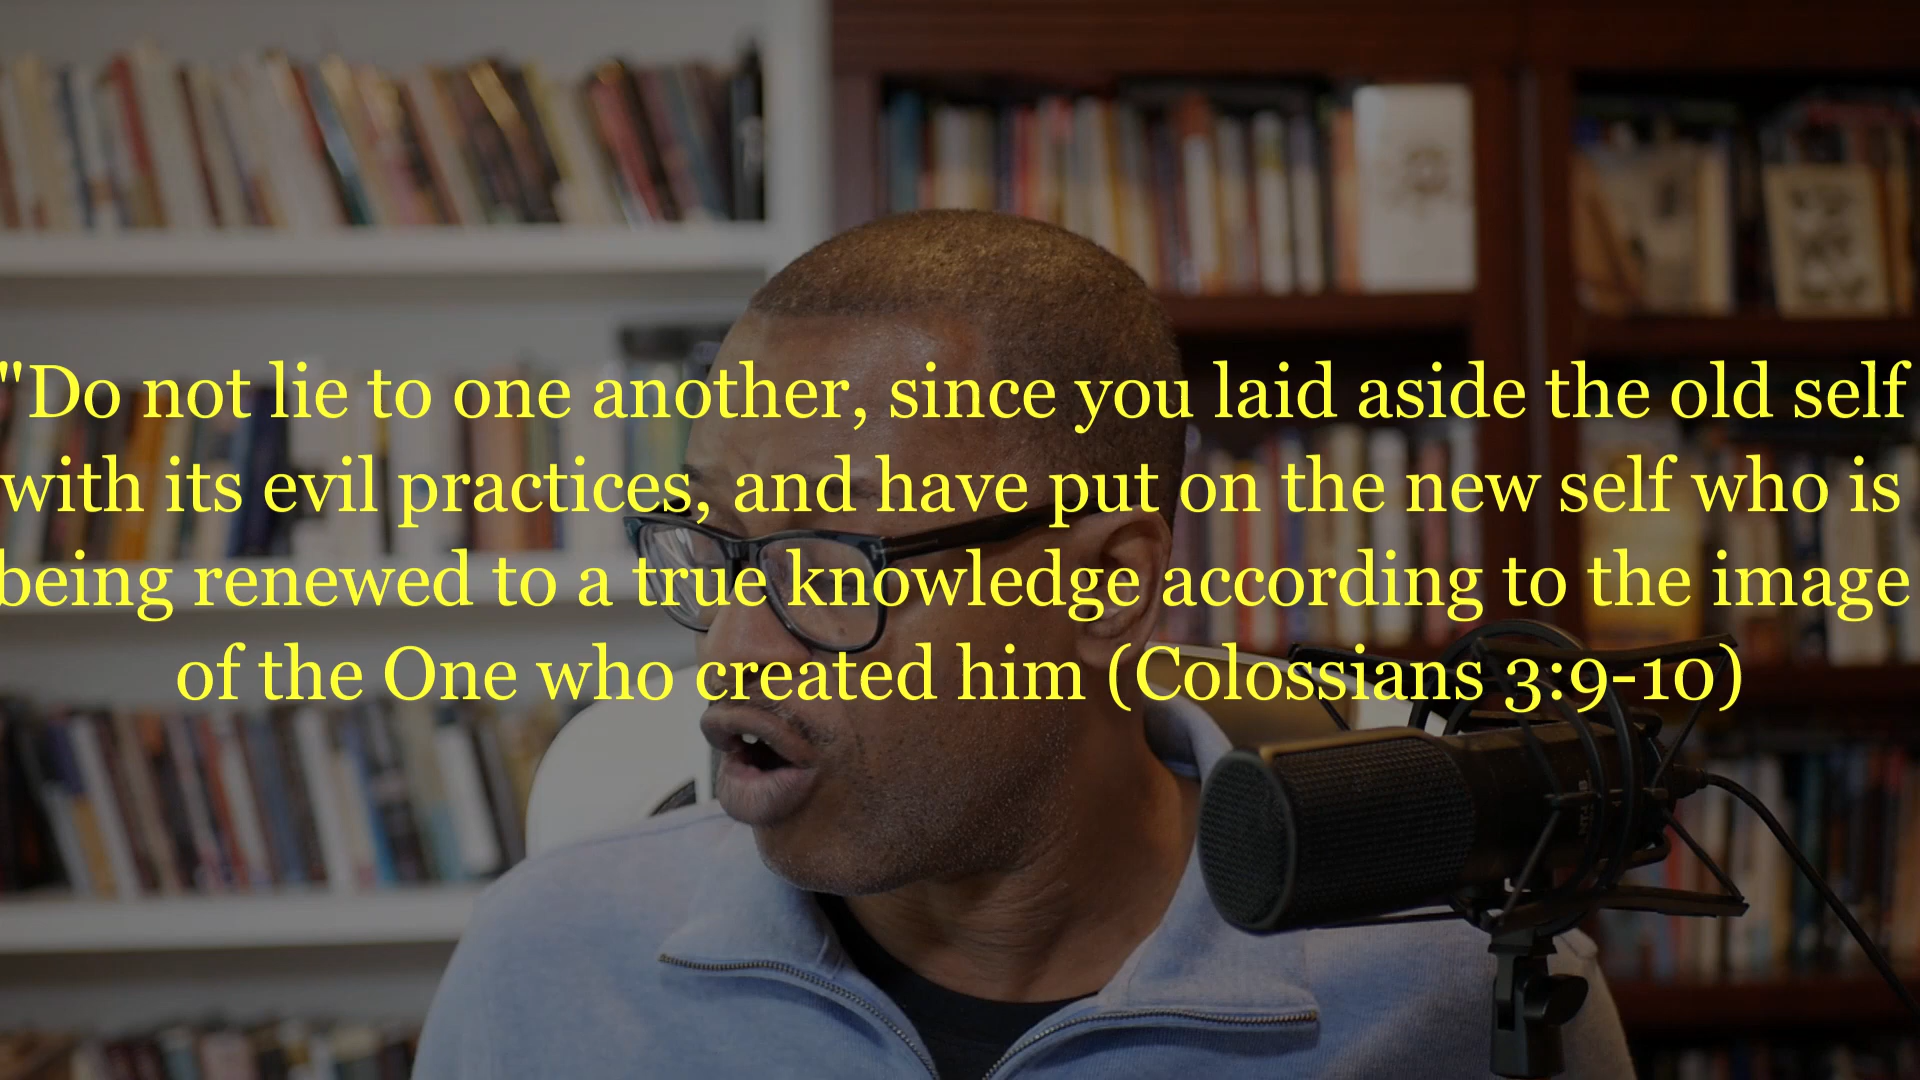 "Do not lie to one another, since you laid aside the old self
with its evil practices, and have put on the new self who is
being renewed to a true knowledge according to the image
of the One who created him (Colossians 3:9-10)